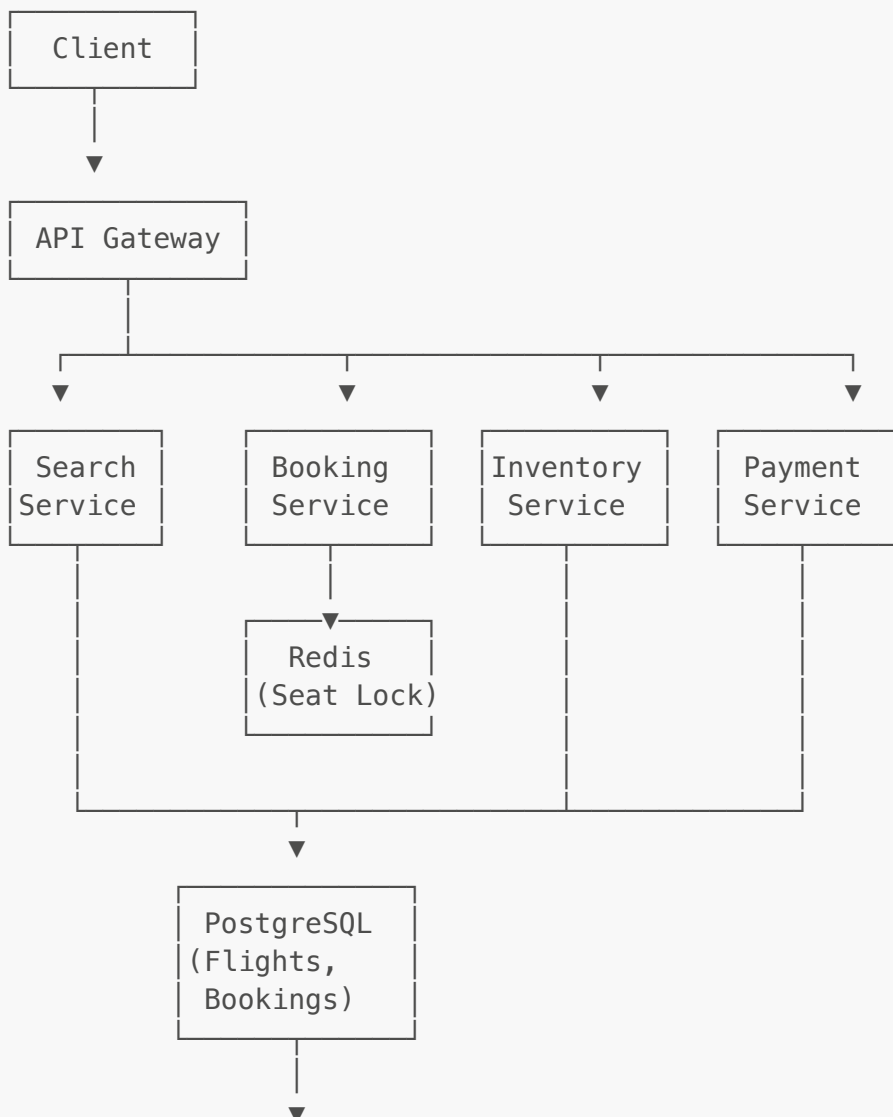 Client
API Gateway
Search Service
Booking Service
Inventory Service
Payment Service
Redis
(Seat Lock)
PostgreSQL
(Flights,
Bookings)